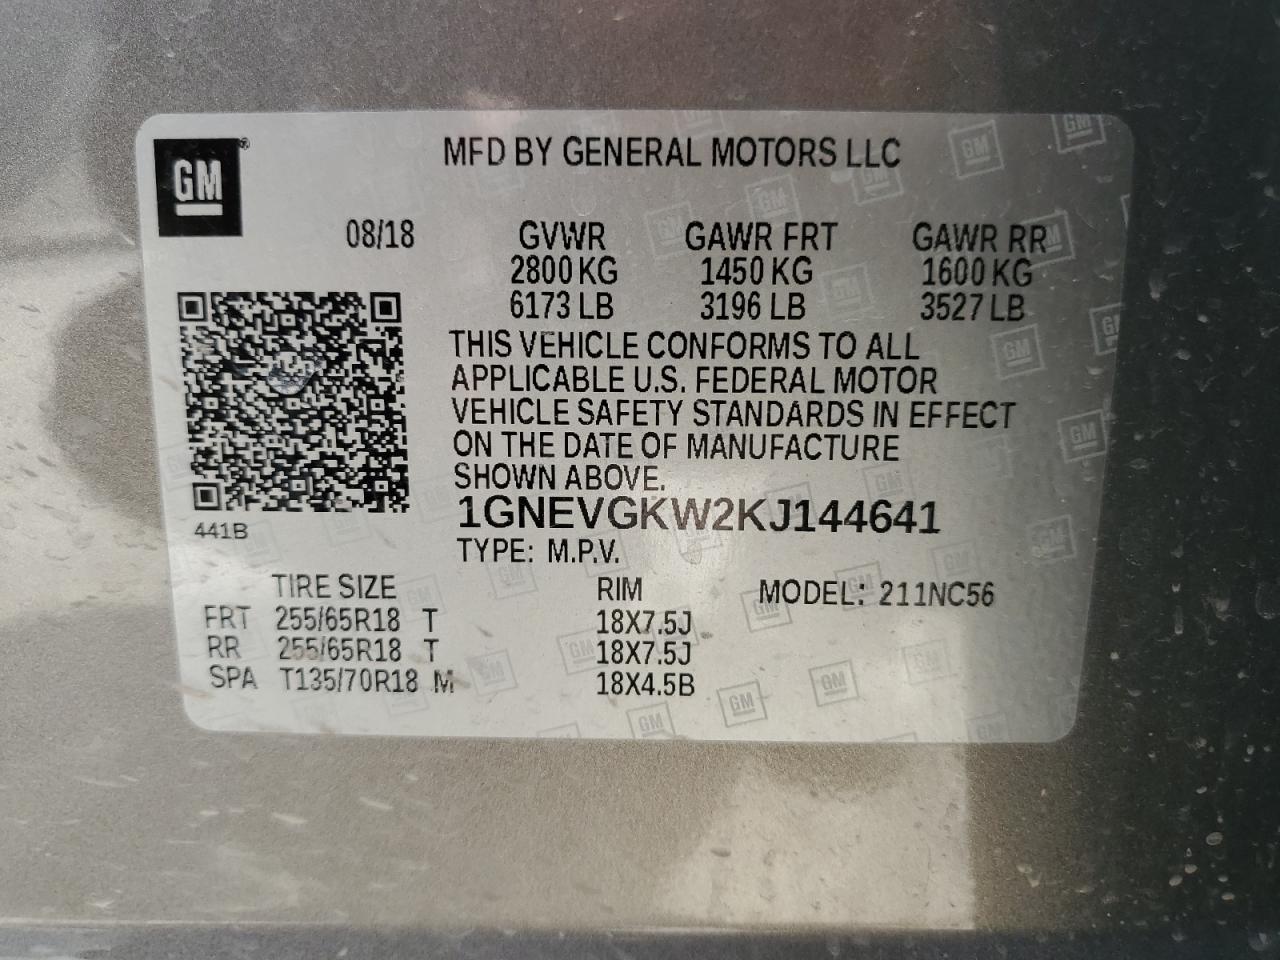 GM
MFD BY GENERAL MOTORS LLC
08/18 GVWR GAWR FRT GAWR RR
2800 KG 1450 KG 1600 KG
6173 LB 3196 LB 3527 LB
THIS VEHICLE CONFORMS TO ALL
APPLICABLE U.S. FEDERAL MOTOR
VEHICLE SAFETY STANDARDS IN EFFECT
ON THE DATE OF MANUFACTURE
SHOWN ABOVE.
1GNEVGKW2KJ144641
441B
TYPE: M.P.V.
TIRE SIZE RIM MODEL: 211NC56
FRT 255/65R18 T 18X7.5J
RR 255/65R18 T 18X7.5J
SPA T135/70R18 M 18X4.5B